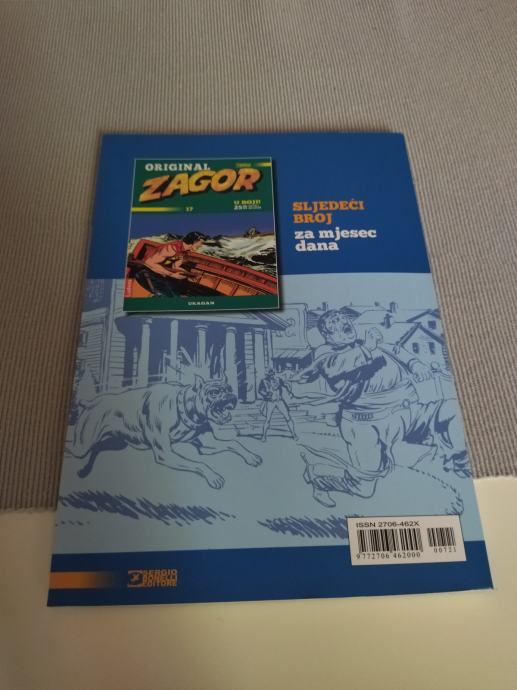 ORIGINAL
ZAGOR
U BOJI!
17
URAGAN
SLJEDEĆI
BROJ
za mjesec
dana
ISSN 2706-462X
00721
9 772706 462000
SERGIO
BONELLI
EDITORE